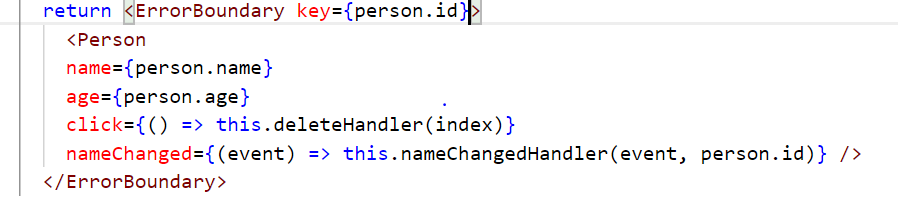 return <ErrorBoundary key={person.id}>
<Person
name={person.name}
age={person.age}
click={() => this.deleteHandler(index)}
nameChanged={(event) => this.nameChangedHandler(event, person.id)} />
</ErrorBoundary>